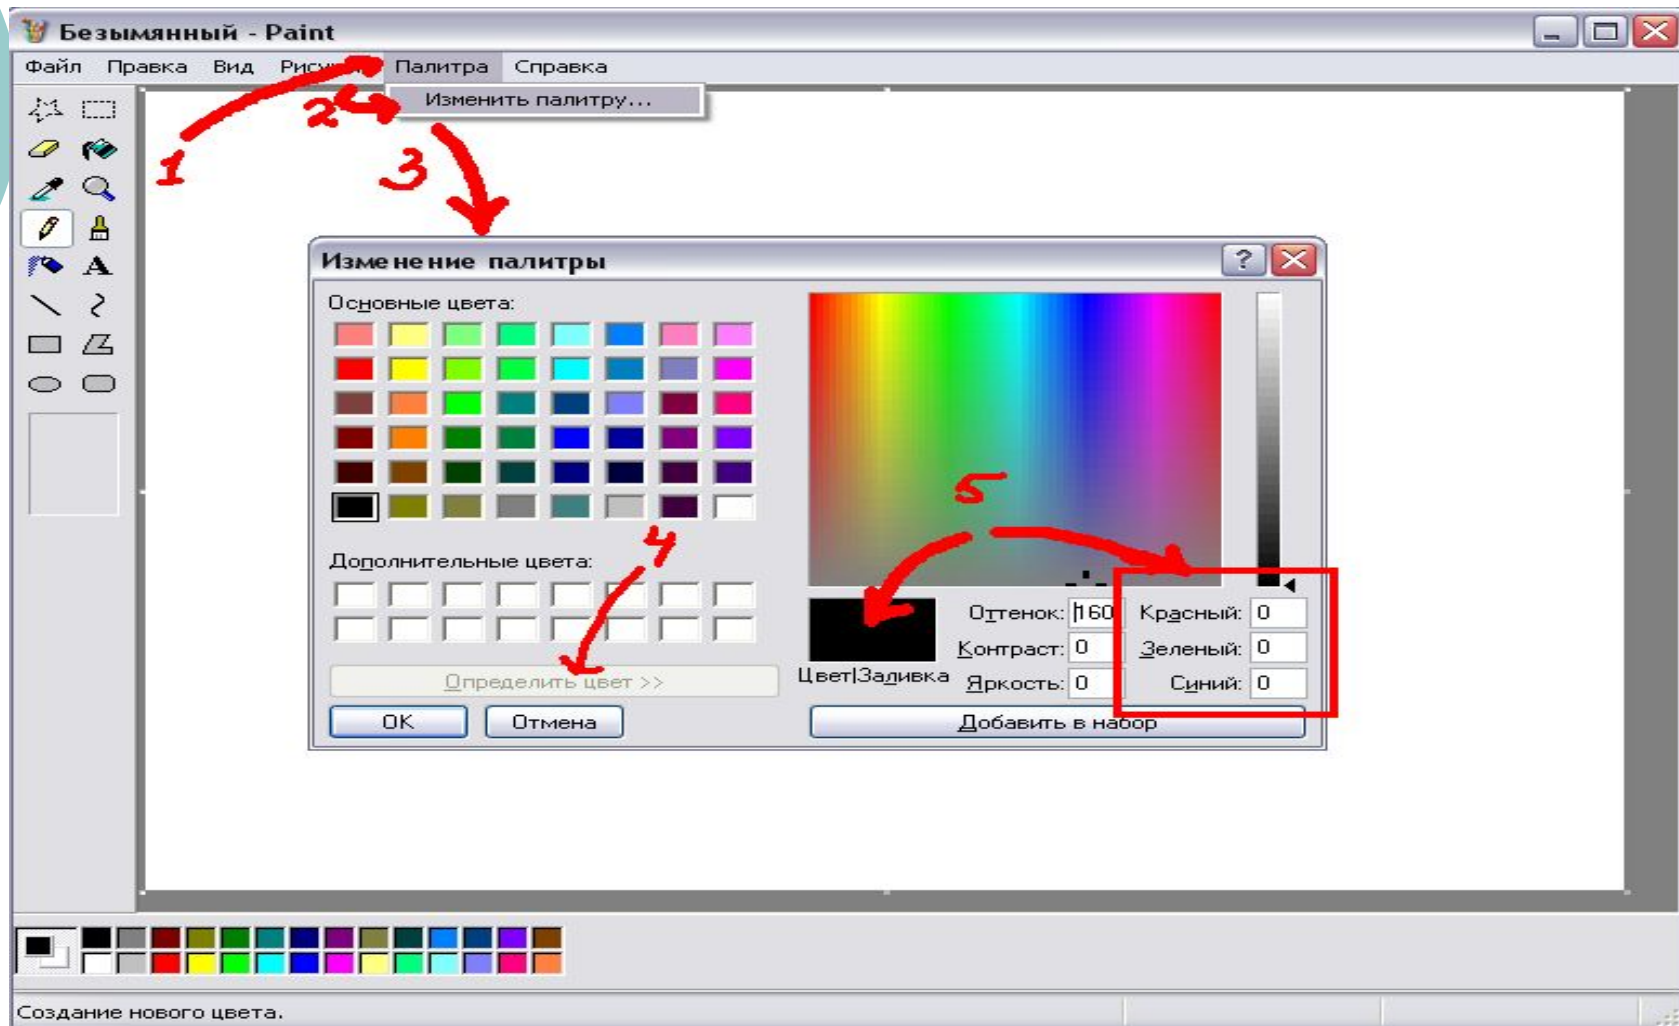 Безымянный - Paint
Файл Правка Вид Палитра Справка
Изменить палитру...
1
2
3
Изменение палитры
Основные цвета:
4
5
Дополнительные цвета:
Оттенок: 160 Красный: 0
Контраст: 0 Зеленый: 0
Цвет|Заливка Яркость: 0 Синий: 0
Определить цвет >>
OK Отмена Добавить в набор
Создание нового цвета.